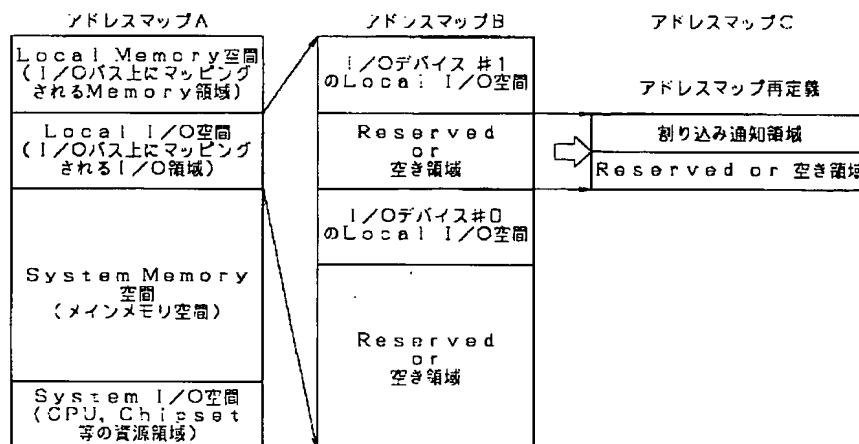 アドレスマップA
Local Memory空間
(I/Oバス上にマッピング
されるMemory領域)
Local I/O空間
(I/Oバス上にマッピング
されるI/O領域)
System Memory
空間
(メインメモリ空間)
System I/O空間
(CPU, Chipset
等の資源領域)
アドレスマップB
I/Oデバイス #1
のLocal I/O空間
Reserved
or
空き領域
I/Oデバイス#0
のLocal I/O空間
Reserved
or
空き領域
アドレスマップC
アドレスマップ再定義
割り込み通知領域
Reserved or 空き領域